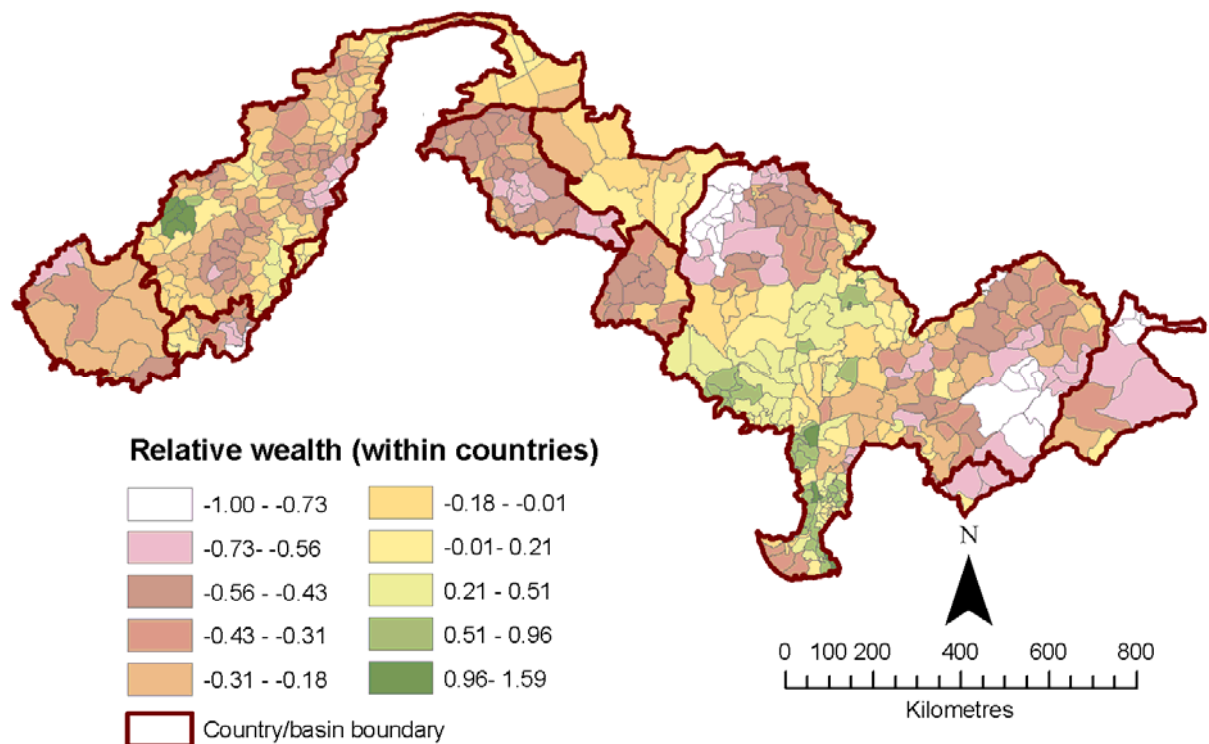 Relative wealth (within countries)
-1.00 - -0.73
-0.73- -0.56
-0.56 - -0.43
-0.43 - -0.31
-0.31 - -0.18
-0.18 - -0.01
-0.01- 0.21
0.21 - 0.51
0.51 - 0.96
0.96- 1.59
Country/basin boundary
N
0 100 200 400 600 800
Kilometres